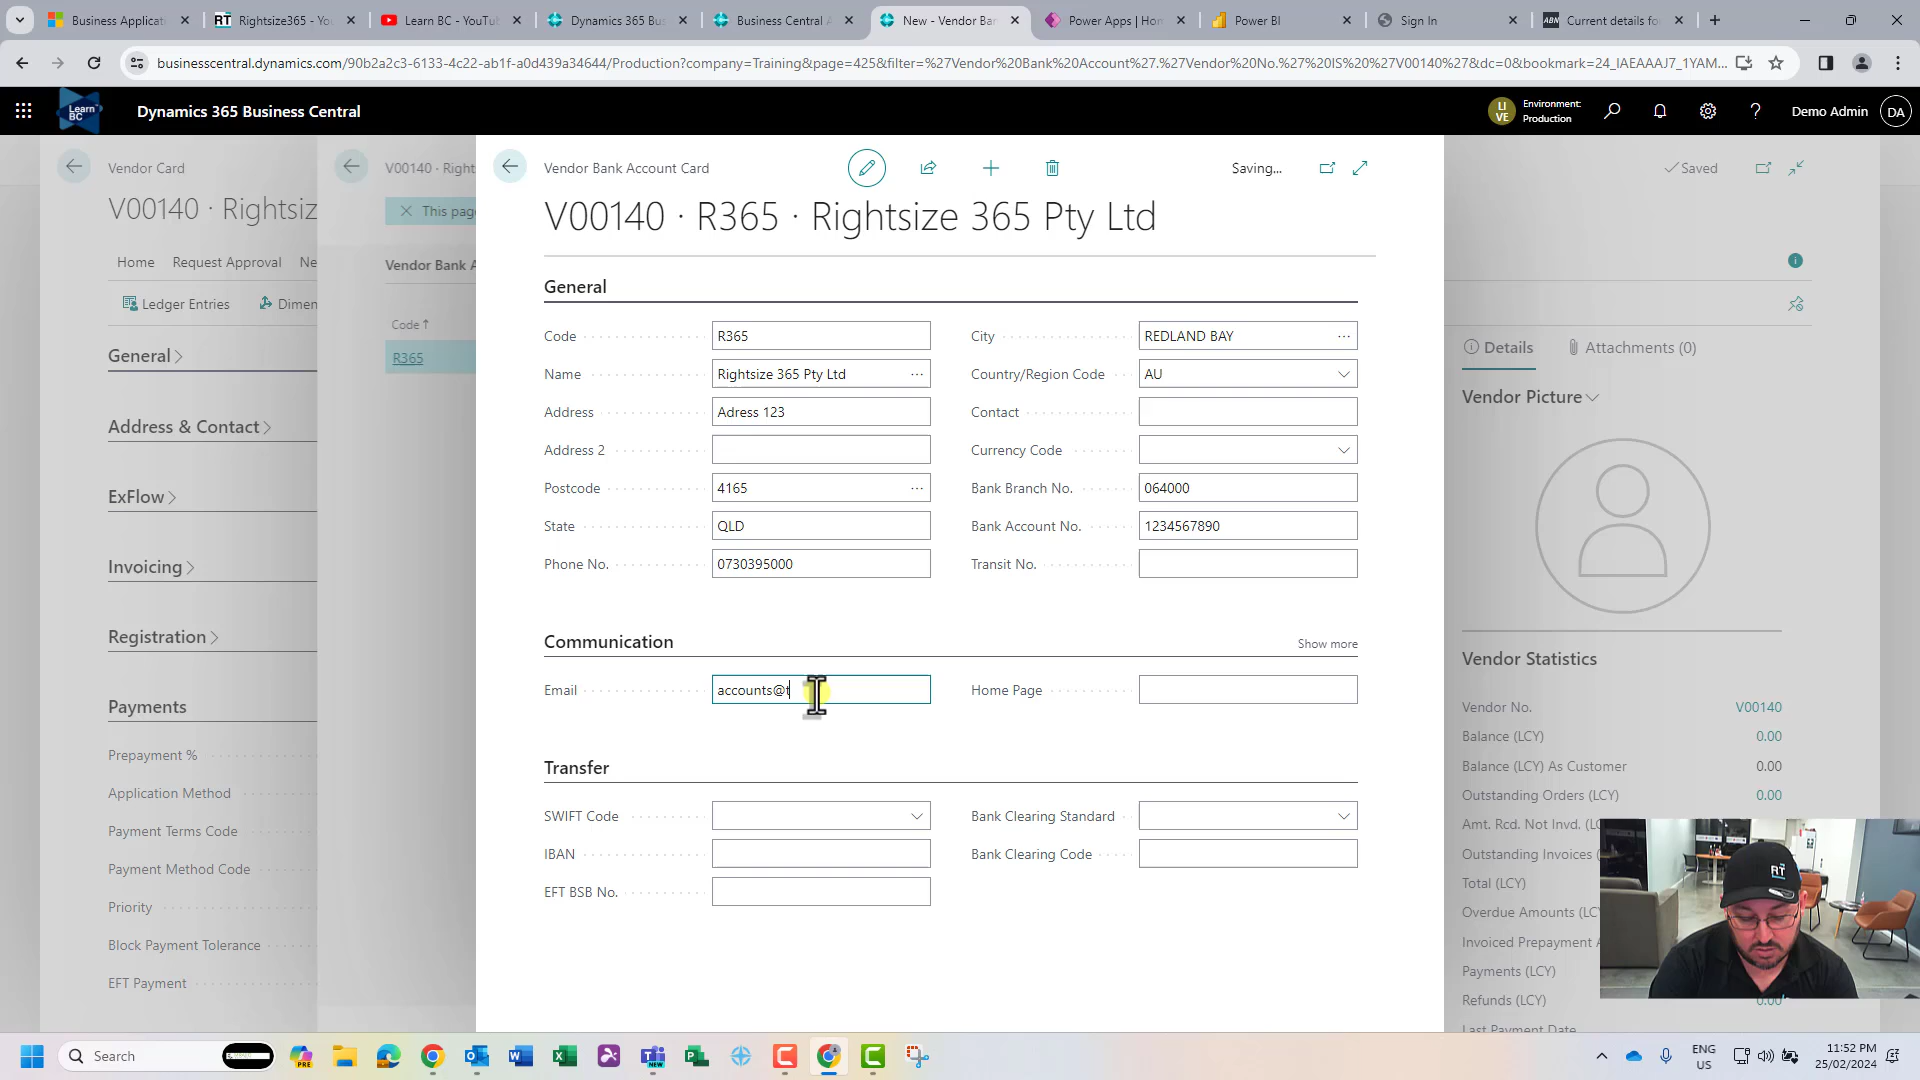 Business Applicati
Rightsize365 - You
Learn BC - YouTub
Dynamics 365 Bus
Business Central A
New - Vendor Ban
Power Apps | Hom
Power BI
Sign In
Current details fo
businesscentral.dynamics.com/90b2a2c3-6133-4c22-ab1f-a0d439a34644/Production?company=Training&page=425&filter=%27Vendor%20Bank%20Account%27.%27Vendor%20No.%27%20IS%20%27V00140%27&dc=0&bookmark=24_IAEAAAJ7_1YAM...
Learn BC
Dynamics 365 Business Central
LI VE
Environment: Production
Demo Admin
DA
Vendor Card
V00140 · Rightsiz
Home Request Approval Ne
Ledger Entries Dimen
General
Address & Contact
ExFlow
Invoicing
Registration
Payments
Prepayment %
Application Method
Payment Terms Code
Payment Method Code
Priority
Block Payment Tolerance
EFT Payment
V00140 · Right
This pag
Vendor Bank A
Code ↑
R365
Vendor Bank Account Card
Saving...
V00140 · R365 · Rightsize 365 Pty Ltd
General
Code R365
Name Rightsize 365 Pty Ltd
Address Adress 123
Address 2
Postcode 4165
State QLD
Phone No. 0730395000
City REDLAND BAY
Country/Region Code AU
Contact
Currency Code
Bank Branch No. 064000
Bank Account No. 1234567890
Transit No.
Communication
Show more
Email accounts@t
Home Page
Transfer
SWIFT Code
IBAN
EFT BSB No.
Bank Clearing Standard
Bank Clearing Code
Saved
Details
Attachments (0)
Vendor Picture
Vendor Statistics
Vendor No. V00140
Balance (LCY) 0.00
Balance (LCY) As Customer 0.00
Outstanding Orders (LCY) 0.00
Amt. Rcd. Not Invd. (LC
Outstanding Invoices (
Total (LCY)
Overdue Amounts (LC
Invoiced Prepayment A
Payments (LCY)
Refunds (LCY) 0.00
Last Payment Date
RT
Search
PRE
NEW
ENG
US
11:52 PM
25/02/2024